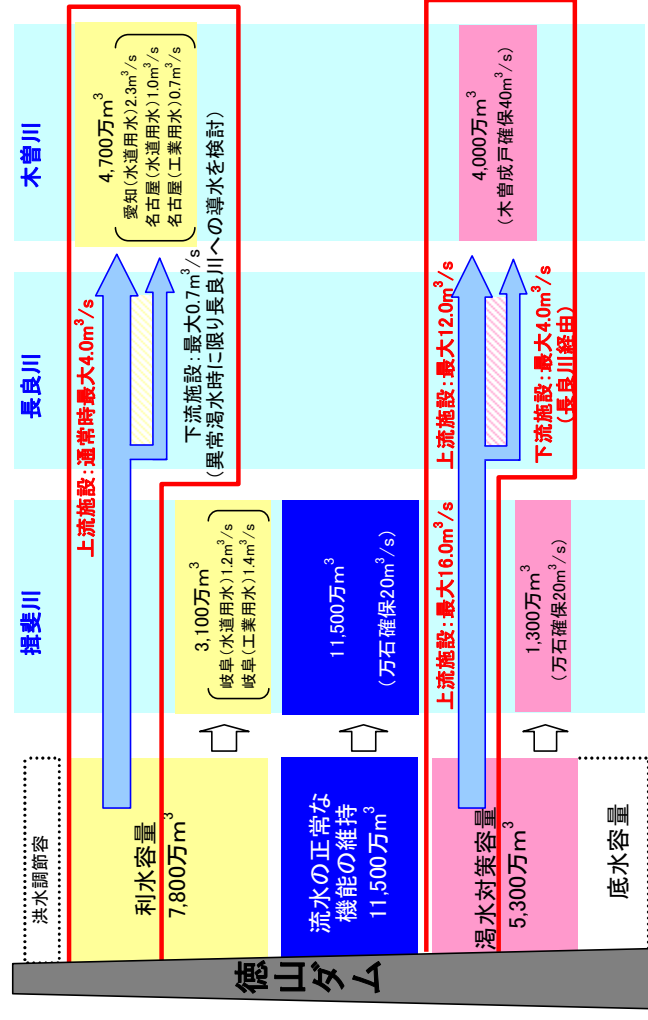 揖斐川
長良川
木曽川
徳山ダム
洪水調節容
利水容量
7,800万m³
上流施設:通常時最大4.0m³/s
4,700万m³
愛知(水道用水)2.3m³/s
名古屋(水道用水)1.0m³/s
名古屋(工業用水)0.7m³/s
下流施設:最大0.7m³/s
(異常渇水時に限り長良川への導水を検討)
3,100万m³
岐阜(水道用水)1.2m³/s
岐阜(工業用水)1.4m³/s
流水の正常な
機能の維持
11,500万m³
11,500万m³
(万石確保20m³/s)
渇水対策容量
5,300万m³
上流施設:最大16.0m³/s
上流施設:最大12.0m³/s
4,000万m³
(木曽成戸確保40m³/s)
下流施設:最大4.0m³/s
(長良川経由)
1,300万m³
(万石確保20m³/s)
底水容量